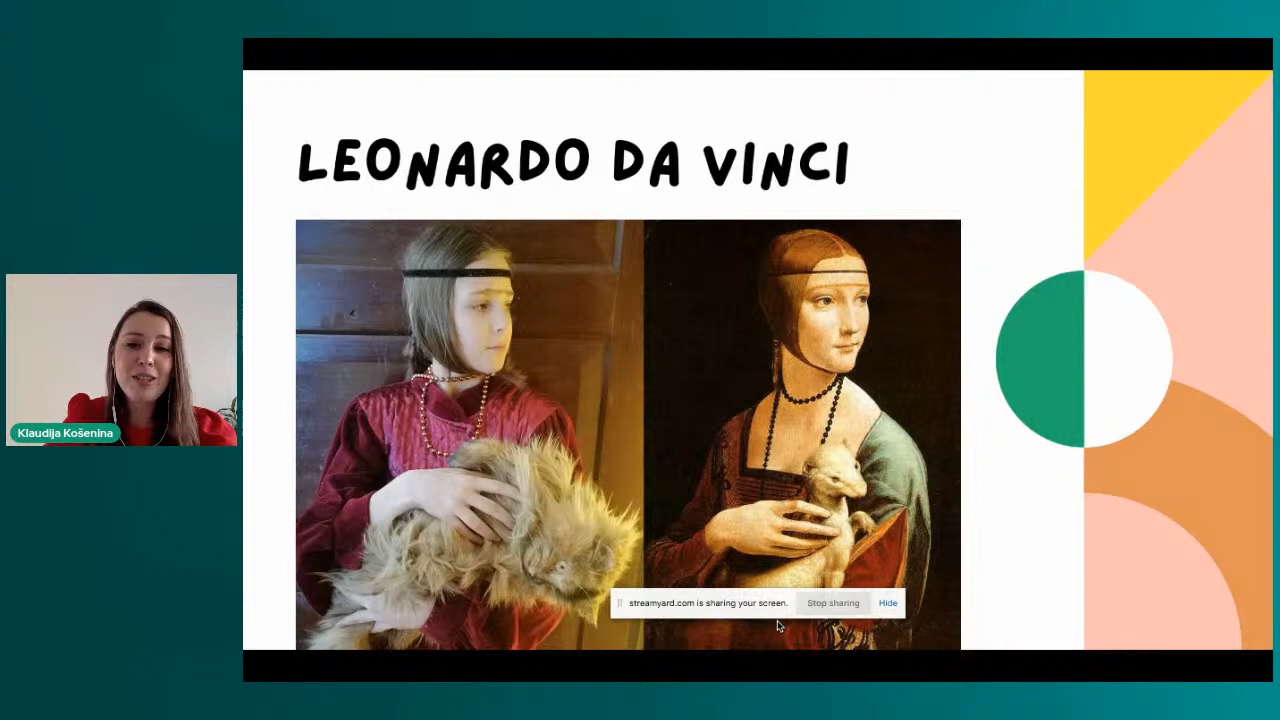 LEONARDO DA VINCI
Klaudija Košenina
streamyard.com is sharing your screen. Stop sharing Hide